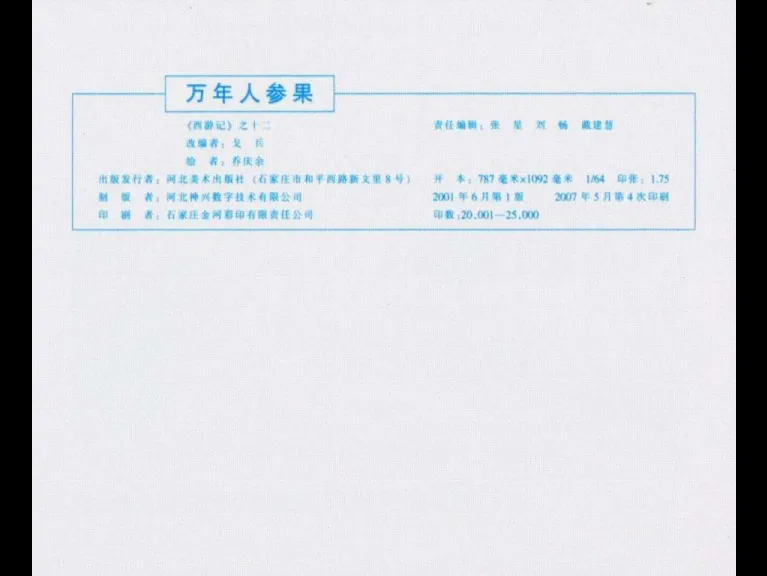 万年人参果
《西游记》之十二
改编者：戈 兵
绘 者：乔庆余
出版发行者：河北美术出版社（石家庄市和平西路新文里8号）
制 版 者：河北神兴数字技术有限公司
印 刷 者：石家庄金河彩印有限责任公司
责任编辑：张 星 刘 畅 戴建慧
开 本：787毫米×1092毫米 1/64 印张：1.75
2001年6月第1版 2007年5月第4次印刷
印数：20,001—25,000